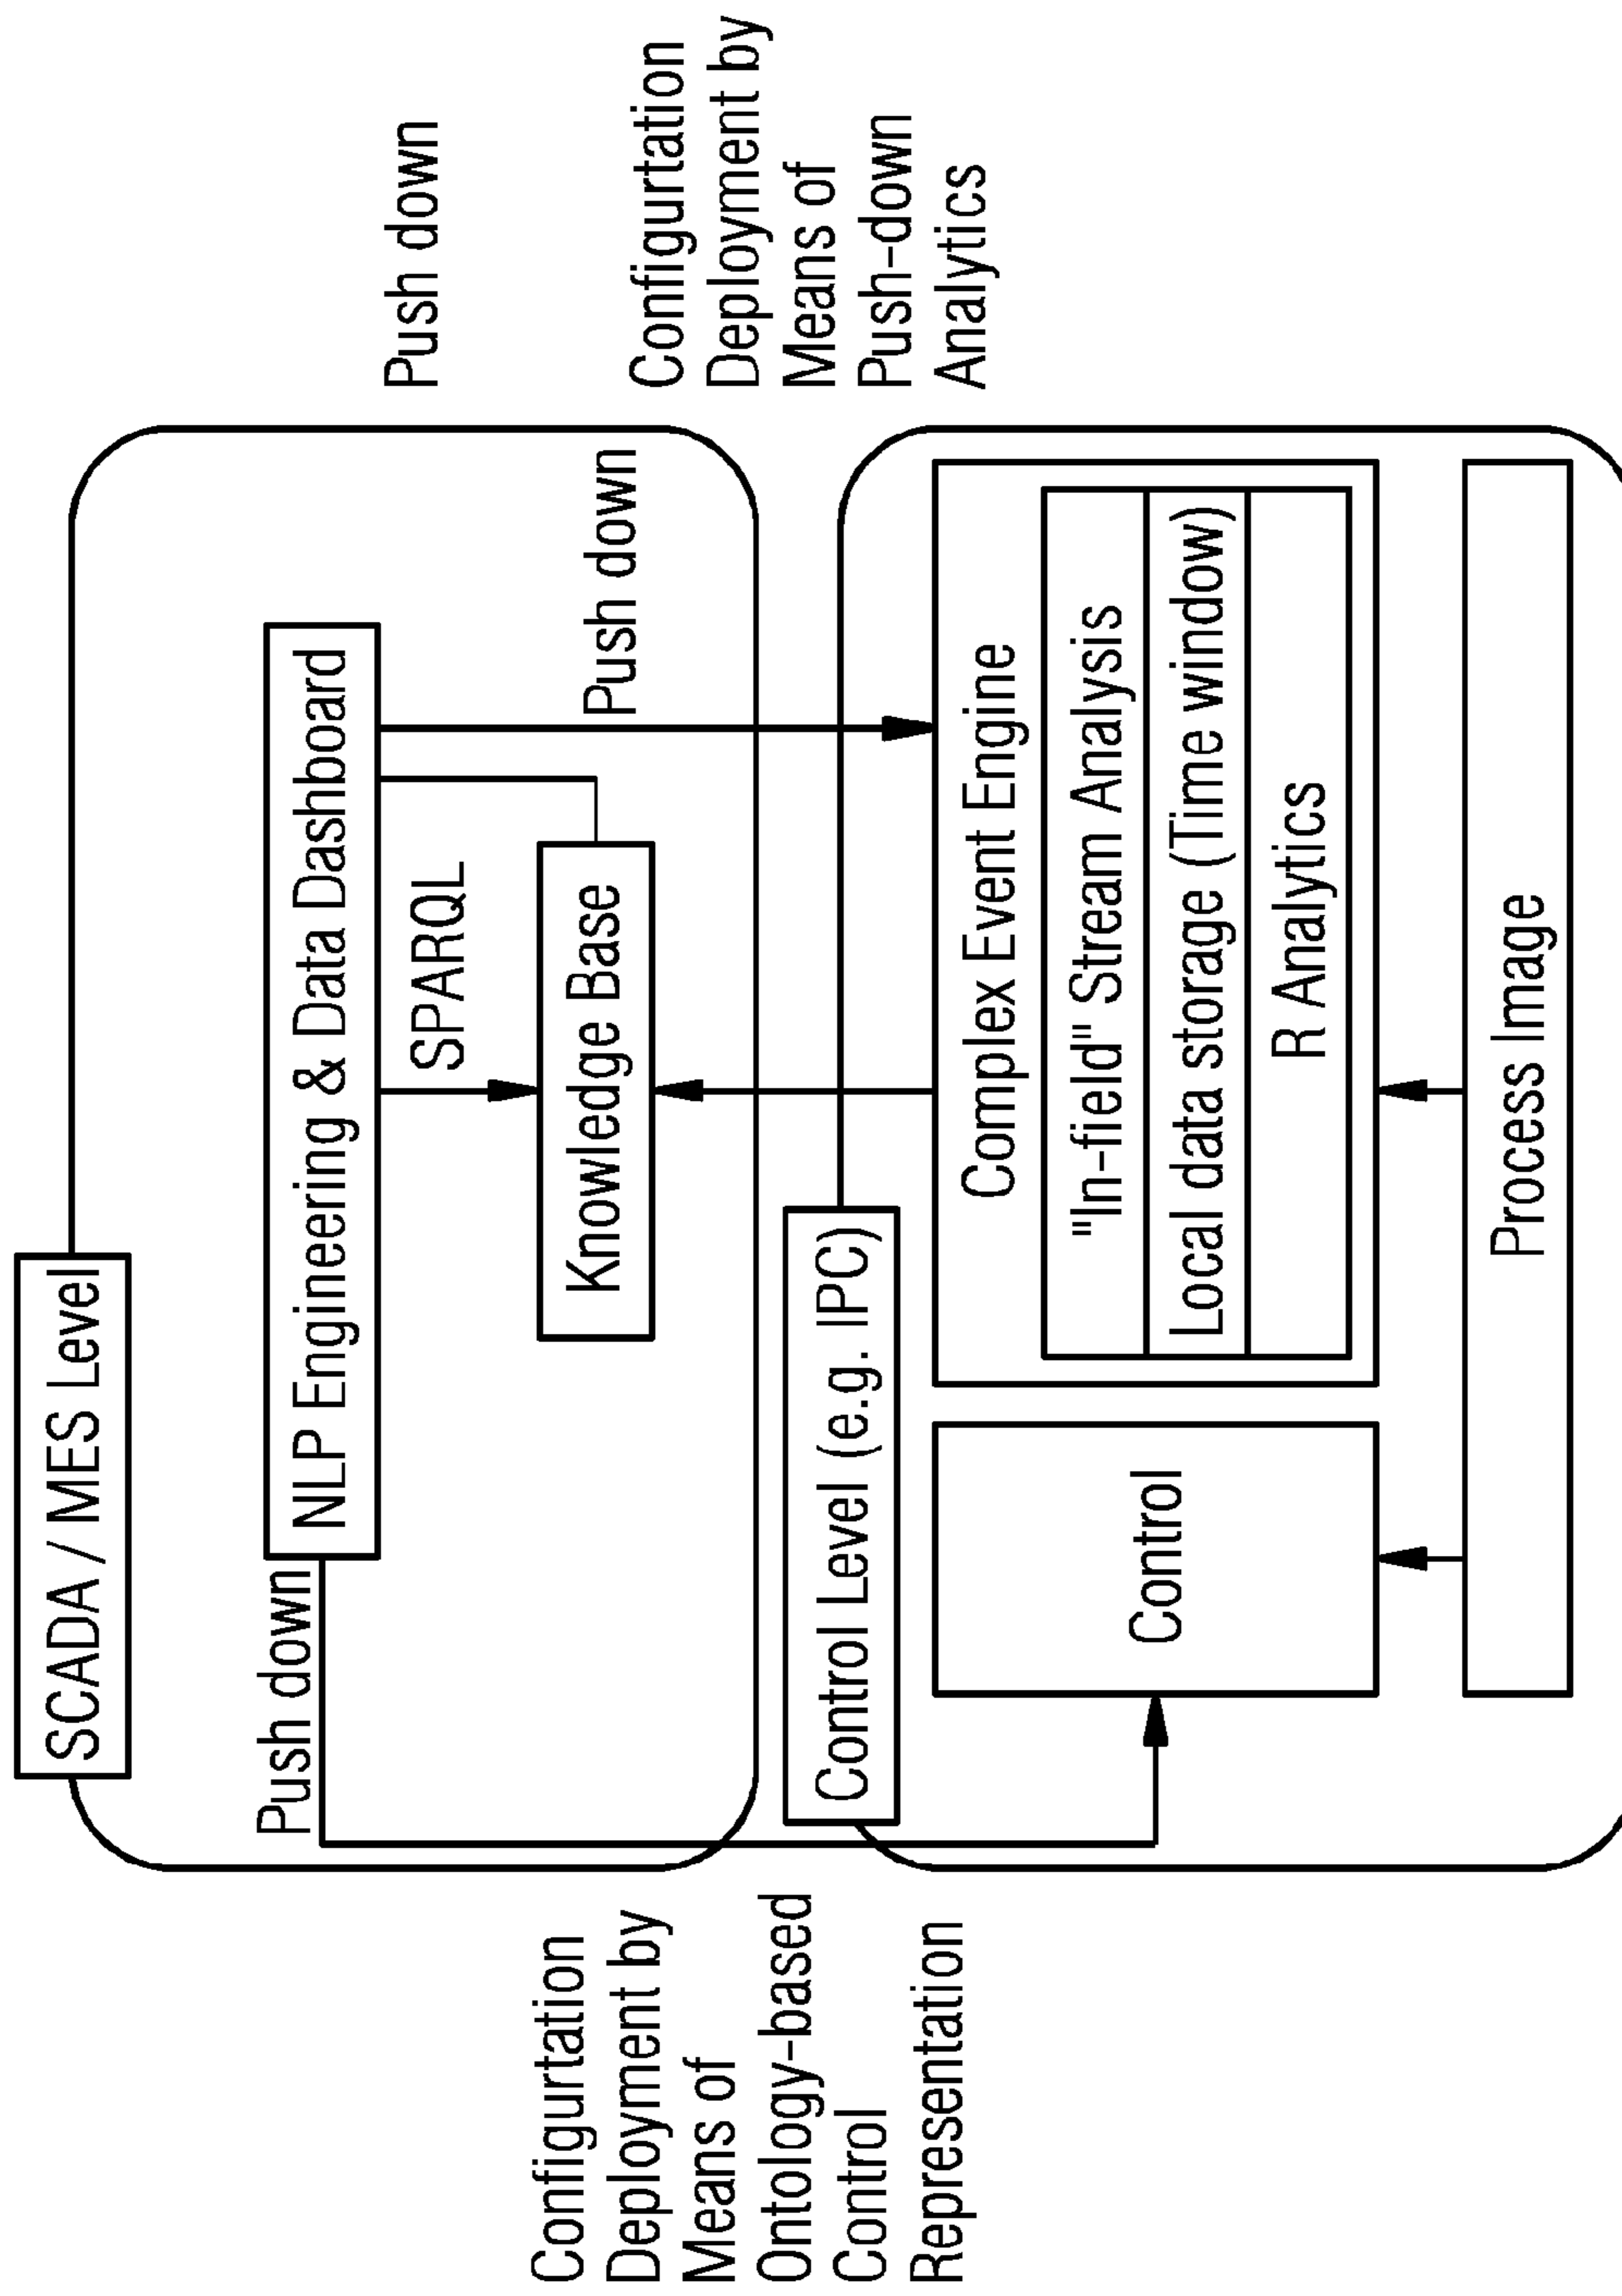 SCADA / MES Level
Push down
NLP Engineering & Data Dashboard
Push down
SPARQL
Knowledge Base
Push down
Configurtation
Deployment by
Means of
Ontology-based
Control
Representation
Configurtation
Deployment by
Means of
Push-down
Analytics
Control Level (e.g. IPC)
Control
Complex Event Engine
"In-field" Stream Analysis
Local data storage (Time window)
R Analytics
Process Image